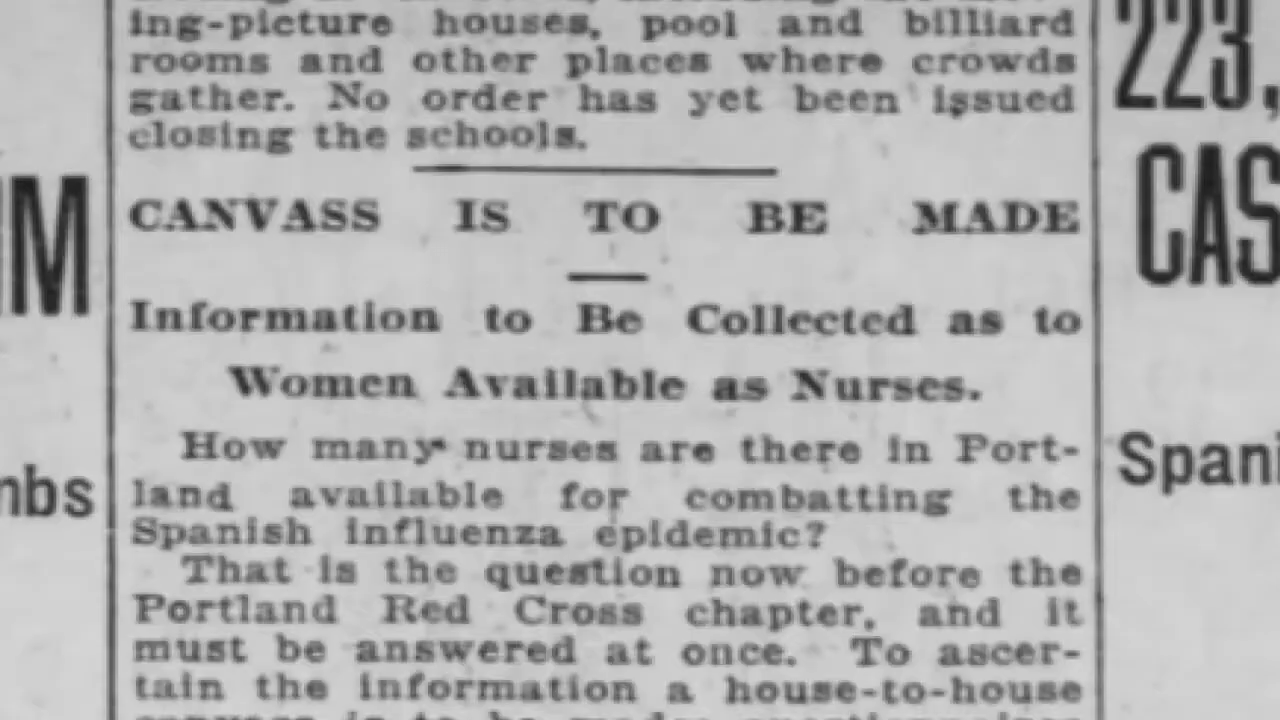 ing-picture houses, pool and billiard
rooms and other places where crowds
gather. No order has yet been issued
closing the schools.
CANVASS IS TO BE MADE
Information to Be Collected as to
Women Available as Nurses.
How many nurses are there in Port-
land available for combatting the
Spanish influenza epidemic?
That is the question now before the
Portland Red Cross chapter, and it
must be answered at once. To ascer-
tain the information a house-to-house
IM
mbs
223,
CAS
Spani